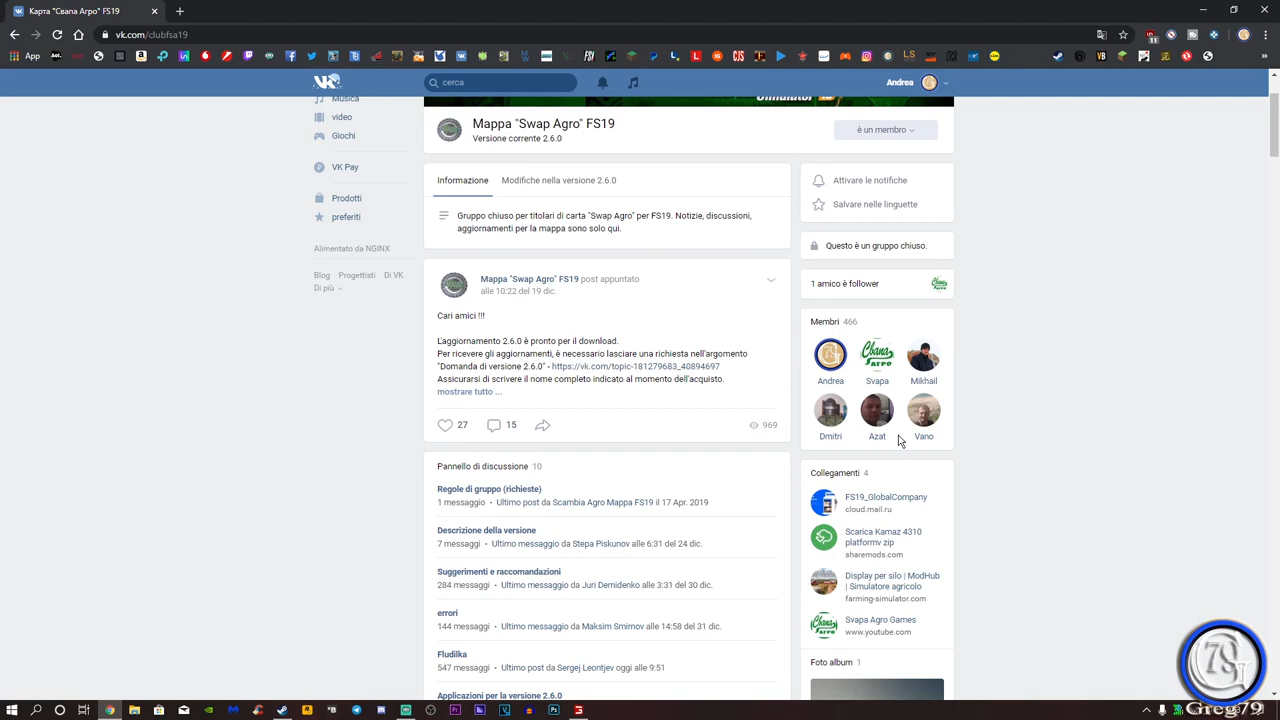 Карта "Swap Agro" FS19
vk.com/clubfsa19
App
cerca
Andrea
Musica
video
Giochi
VK Pay
Prodotti
preferiti
Alimentato da NGINX
Blog Progettisti Di VK
Di più
Mappa "Swap Agro" FS19
Versione corrente 2.6.0
è un membro
Informazione
Modifiche nella versione 2.6.0
Gruppo chiuso per titolari di carta "Swap Agro" per FS19. Notizie, discussioni,
aggiornamenti per la mappa sono solo qui.
Mappa "Swap Agro" FS19 post appuntato
alle 10:22 del 19 dic.
Cari amici !!!
L'aggiornamento 2.6.0 è pronto per il download.
Per ricevere gli aggiornamenti, è necessario lasciare una richiesta nell'argomento
"Domanda di versione 2.6.0" - https://vk.com/topic-181279683_40894697
Assicurarsi di scrivere il nome completo indicato al momento dell'acquisto.
mostrare tutto ...
27
15
969
Pannello di discussione 10
Regole di gruppo (richieste)
1 messaggio • Ultimo post da Scambia Agro Mappa FS19 il 17 Apr. 2019
Descrizione della versione
7 messaggi • Ultimo messaggio da Stepa Piskunov alle 6:31 del 24 dic.
Suggerimenti e raccomandazioni
284 messaggi • Ultimo messaggio da Juri Demidenko alle 3:31 del 30 dic.
errori
144 messaggi • Ultimo messaggio da Maksim Smirnov alle 14:58 del 31 dic.
Fludilka
547 messaggi • Ultimo post da Sergej Leontjev oggi alle 9:51
Applicazioni per la versione 2.6.0
Attivare le notifiche
Salvare nelle linguette
Questo è un gruppo chiuso.
1 amico è follower
Membri 466
Andrea
Svapa
Mikhail
Dmitri
Azat
Vano
Collegamenti 4
FS19_GlobalCompany
cloud.mail.ru
Scarica Kamaz 4310
platformv zip
sharemods.com
Display per silo | ModHub
| Simulatore agricolo
farming-simulator.com
Svapa Agro Games
www.youtube.com
Foto album 1
Greg79